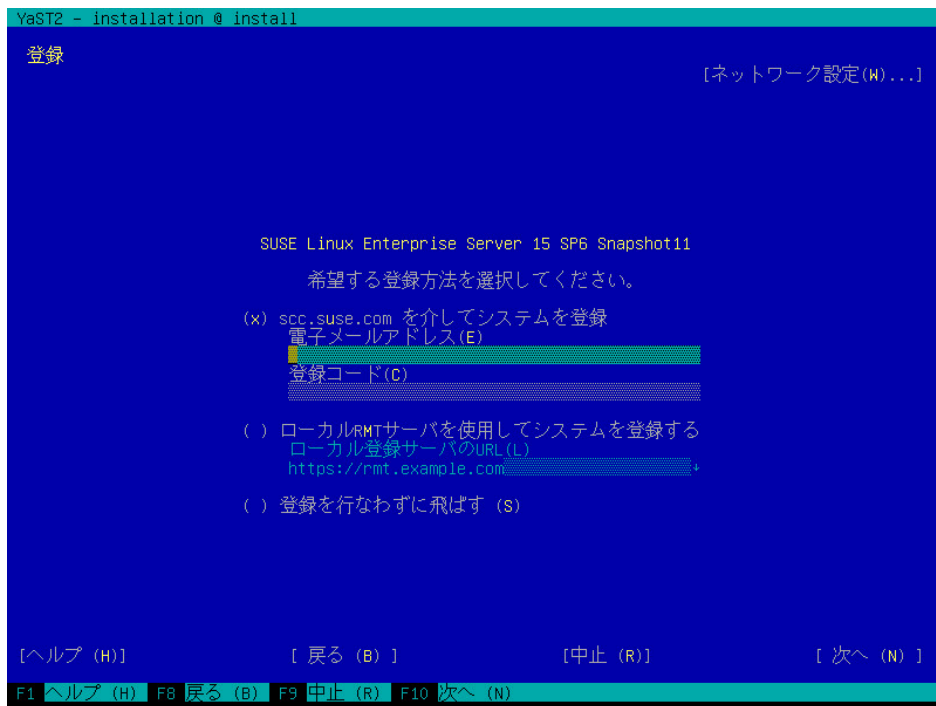 YaST2 - installation @ install
登録
[ネットワーク設定(W)...]
SUSE Linux Enterprise Server 15 SP6 Snapshot11
希望する登録方法を選択してください。
(x) scc.suse.com を介してシステムを登録
電子メールアドレス(E)
登録コード(C)
( ) ローカルRMTサーバを使用してシステムを登録する
ローカル登録サーバのURL(L)
https://rmt.example.com
( ) 登録を行なわずに飛ばす (S)
[ヘルプ (H)] [ 戻る (B) ] [中止 (R)] [ 次へ (N) ]
F1 ヘルプ (H) F8 戻る (B) F9 中止 (R) F10 次へ (N)